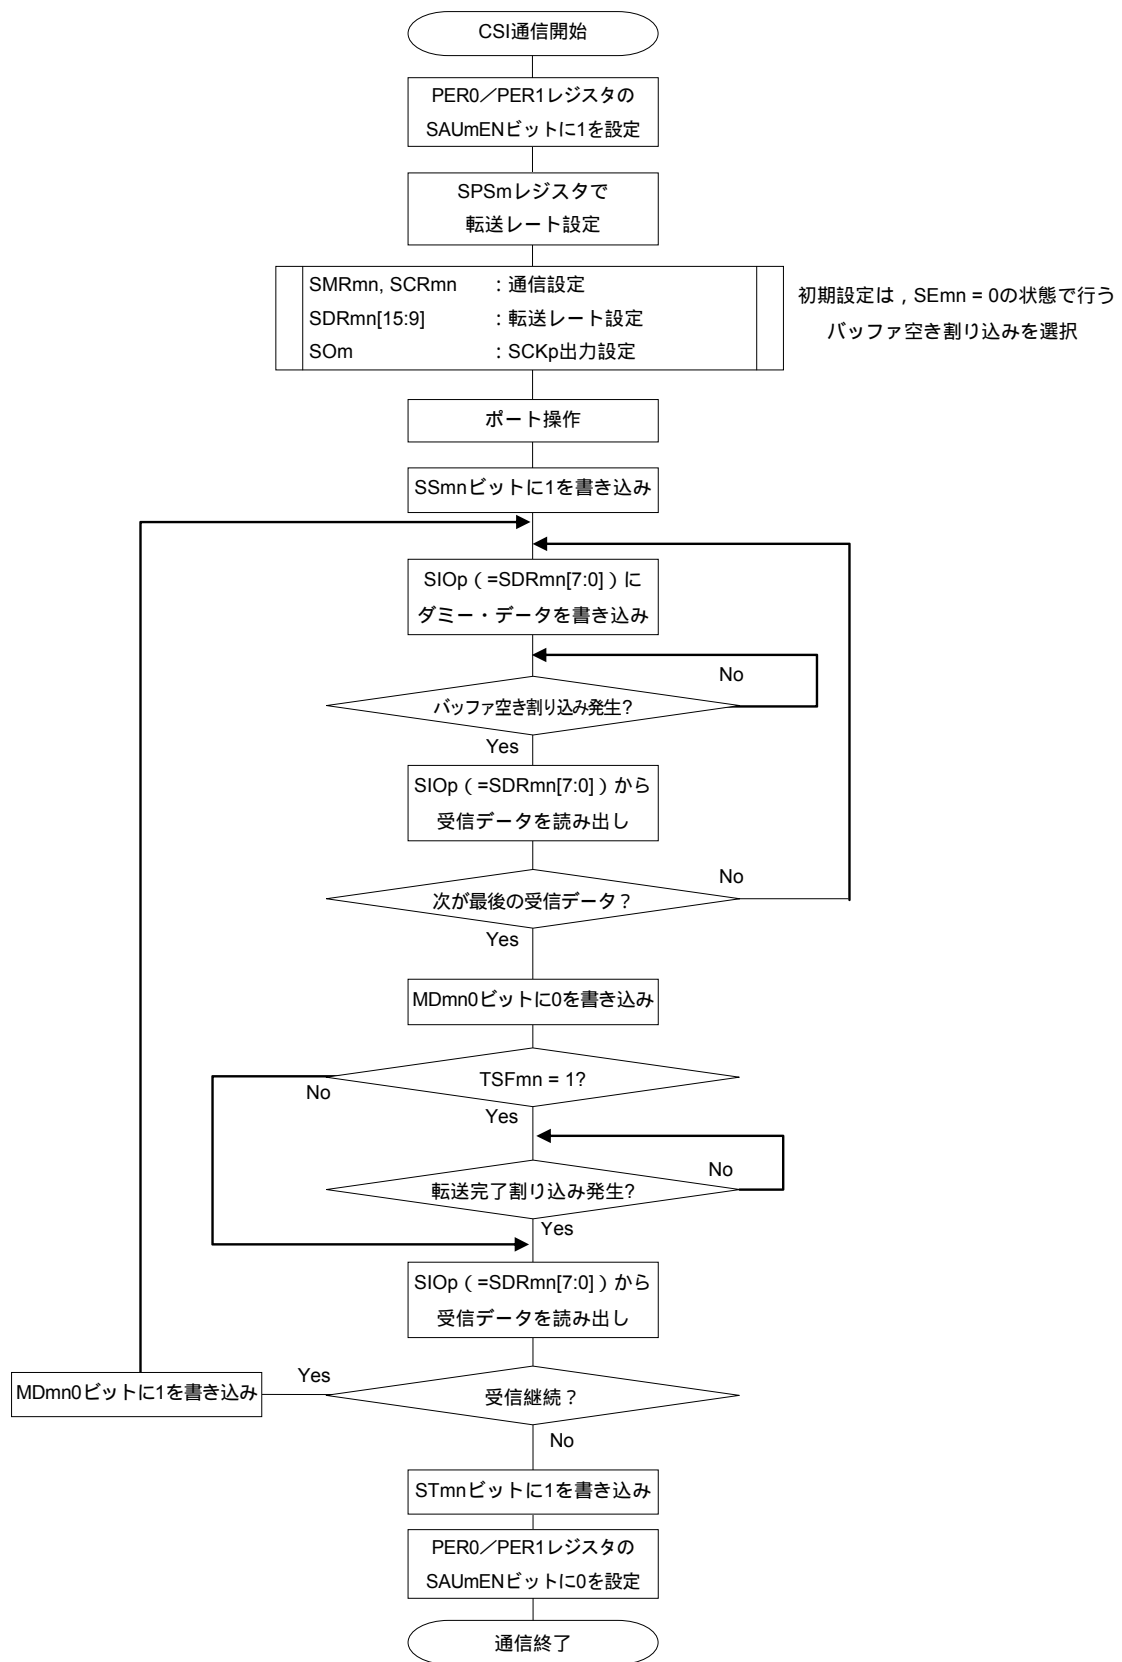 CSI通信開始
PER0／PER1レジスタの
SAUmENビットに1を設定
SPSmレジスタで
転送レート設定
SMRmn, SCRmn ：通信設定
SDRmn[15:9] ：転送レート設定
SOm ：SCKp出力設定
初期設定は，SEmn = 0の状態で行う
バッファ空き割り込みを選択
ポート操作
SSmnビットに1を書き込み
SIOp（=SDRmn[7:0]）に
ダミー・データを書き込み
No
バッファ空き割り込み発生?
Yes
SIOp（=SDRmn[7:0]）から
受信データを読み出し
No
次が最後の受信データ？
Yes
MDmn0ビットに0を書き込み
TSFmn = 1?
No
Yes
No
転送完了割り込み発生?
Yes
SIOp（=SDRmn[7:0]）から
受信データを読み出し
MDmn0ビットに1を書き込み
Yes
受信継続？
No
STmnビットに1を書き込み
PER0／PER1レジスタの
SAUmENビットに0を設定
通信終了